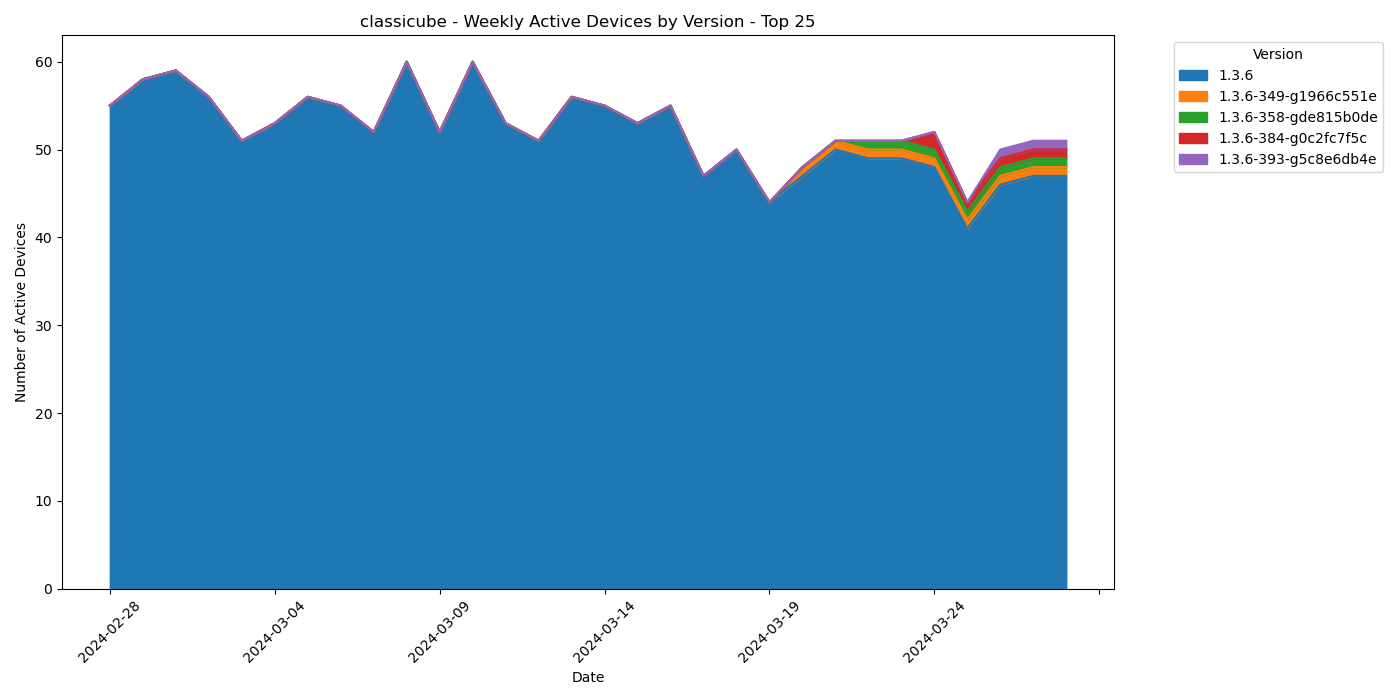 classicube - Weekly Active Devices by Version - Top 25
Number of Active Devices
60
50
40
30
20
10
0
2024-02-28
2024-03-04
2024-03-09
2024-03-14
2024-03-19
2024-03-24
Date
Version
1.3.6
1.3.6-349-g1966c551e
1.3.6-358-gde815b0de
1.3.6-384-g0c2fc7f5c
1.3.6-393-g5c8e6db4e